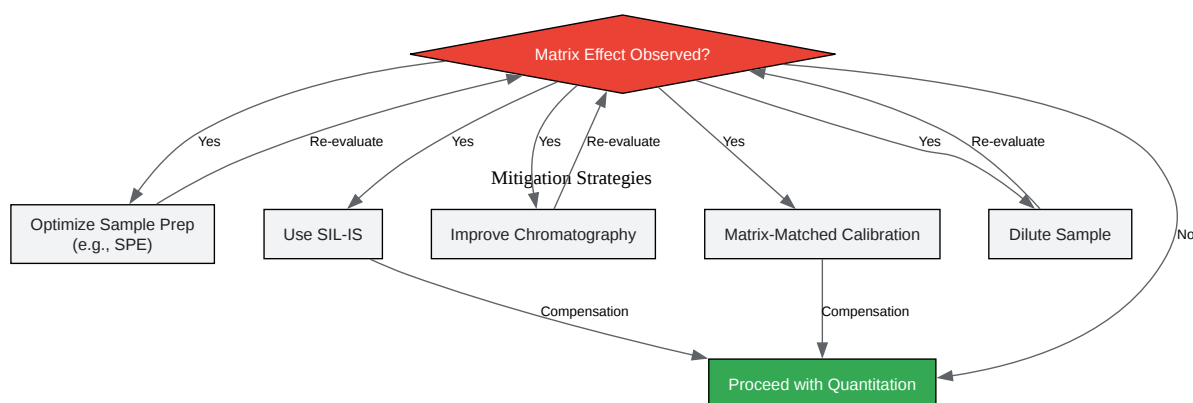 Matrix Effect Observed?
Yes
Re-evaluate
Yes
Yes
Re-evaluate
Yes
Yes
Re-evaluate
Mitigation Strategies
Optimize Sample Prep
(e.g., SPE)
Use SIL-IS
Improve Chromatography
Matrix-Matched Calibration
Dilute Sample
No
Compensation
Compensation
Proceed with Quantitation